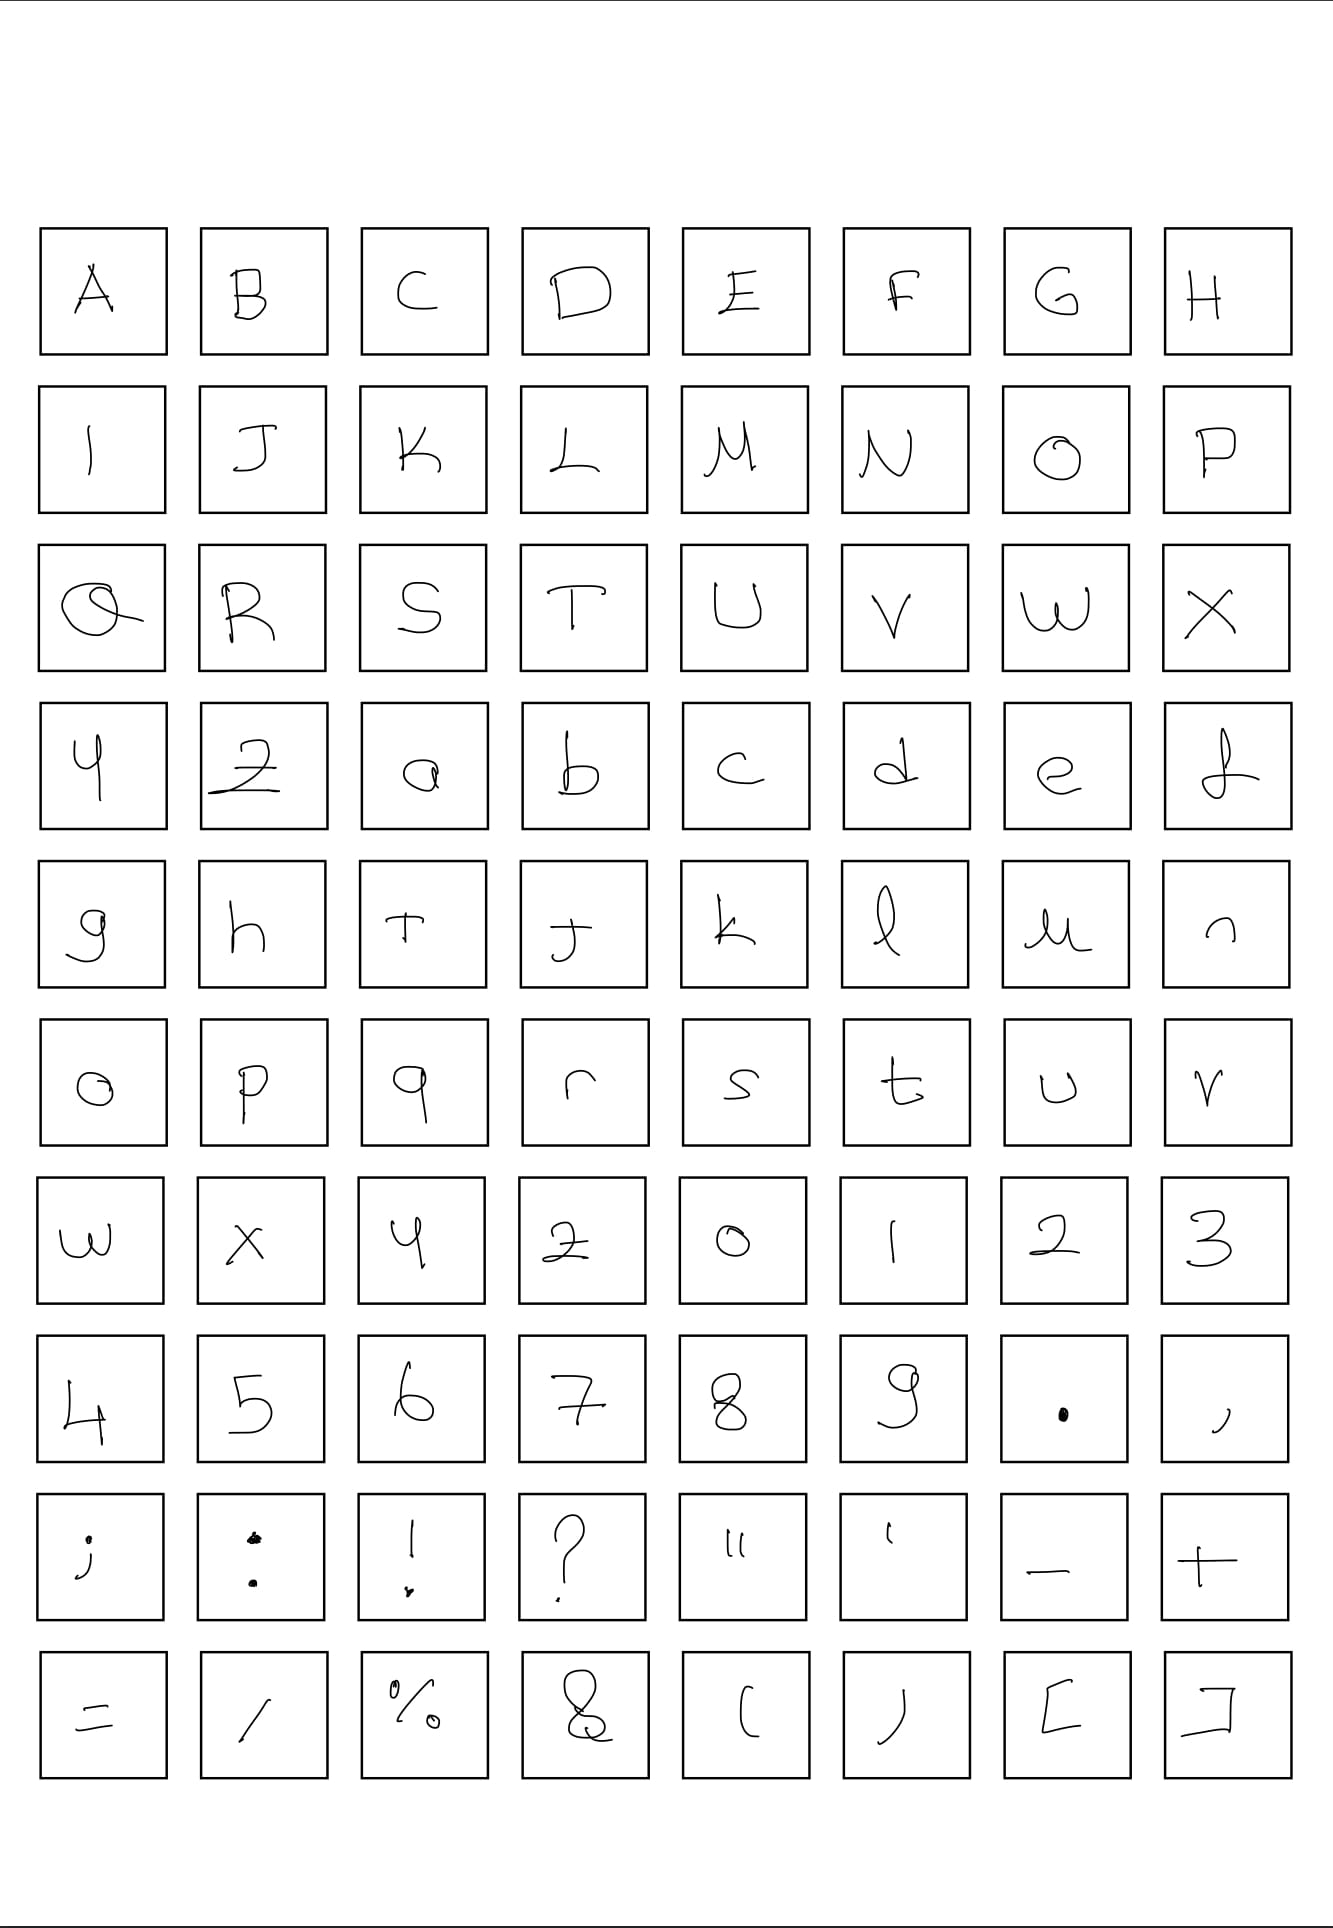 A B C D E F G H
I J K L M N O P
Q R S T U V W X
Y Z a b c d e f
g h i j k l m n
o p q r s t u v
w x y z 0 1 2 3
4 5 6 7 8 9 . ,
; : ! ? " ' - +
= / % & ( ) [ ]